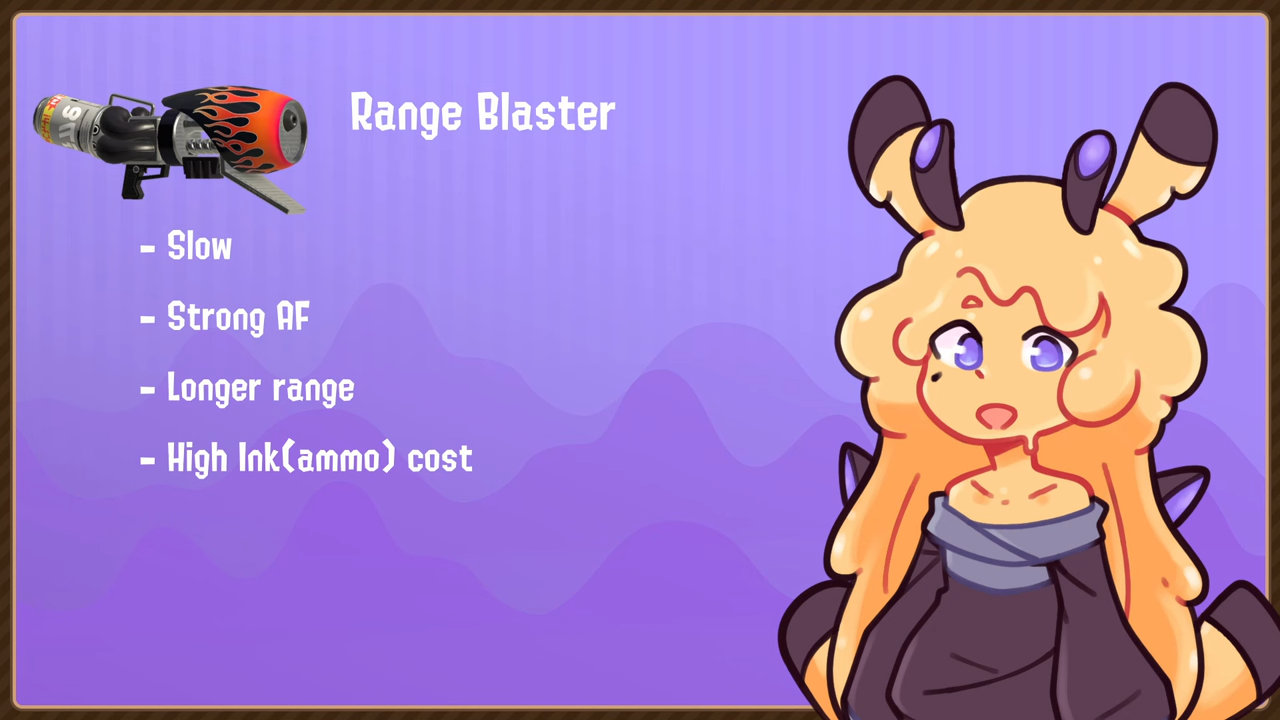 Range Blaster
- Slow
- Strong AF
- Longer range
- High Ink(ammo) cost